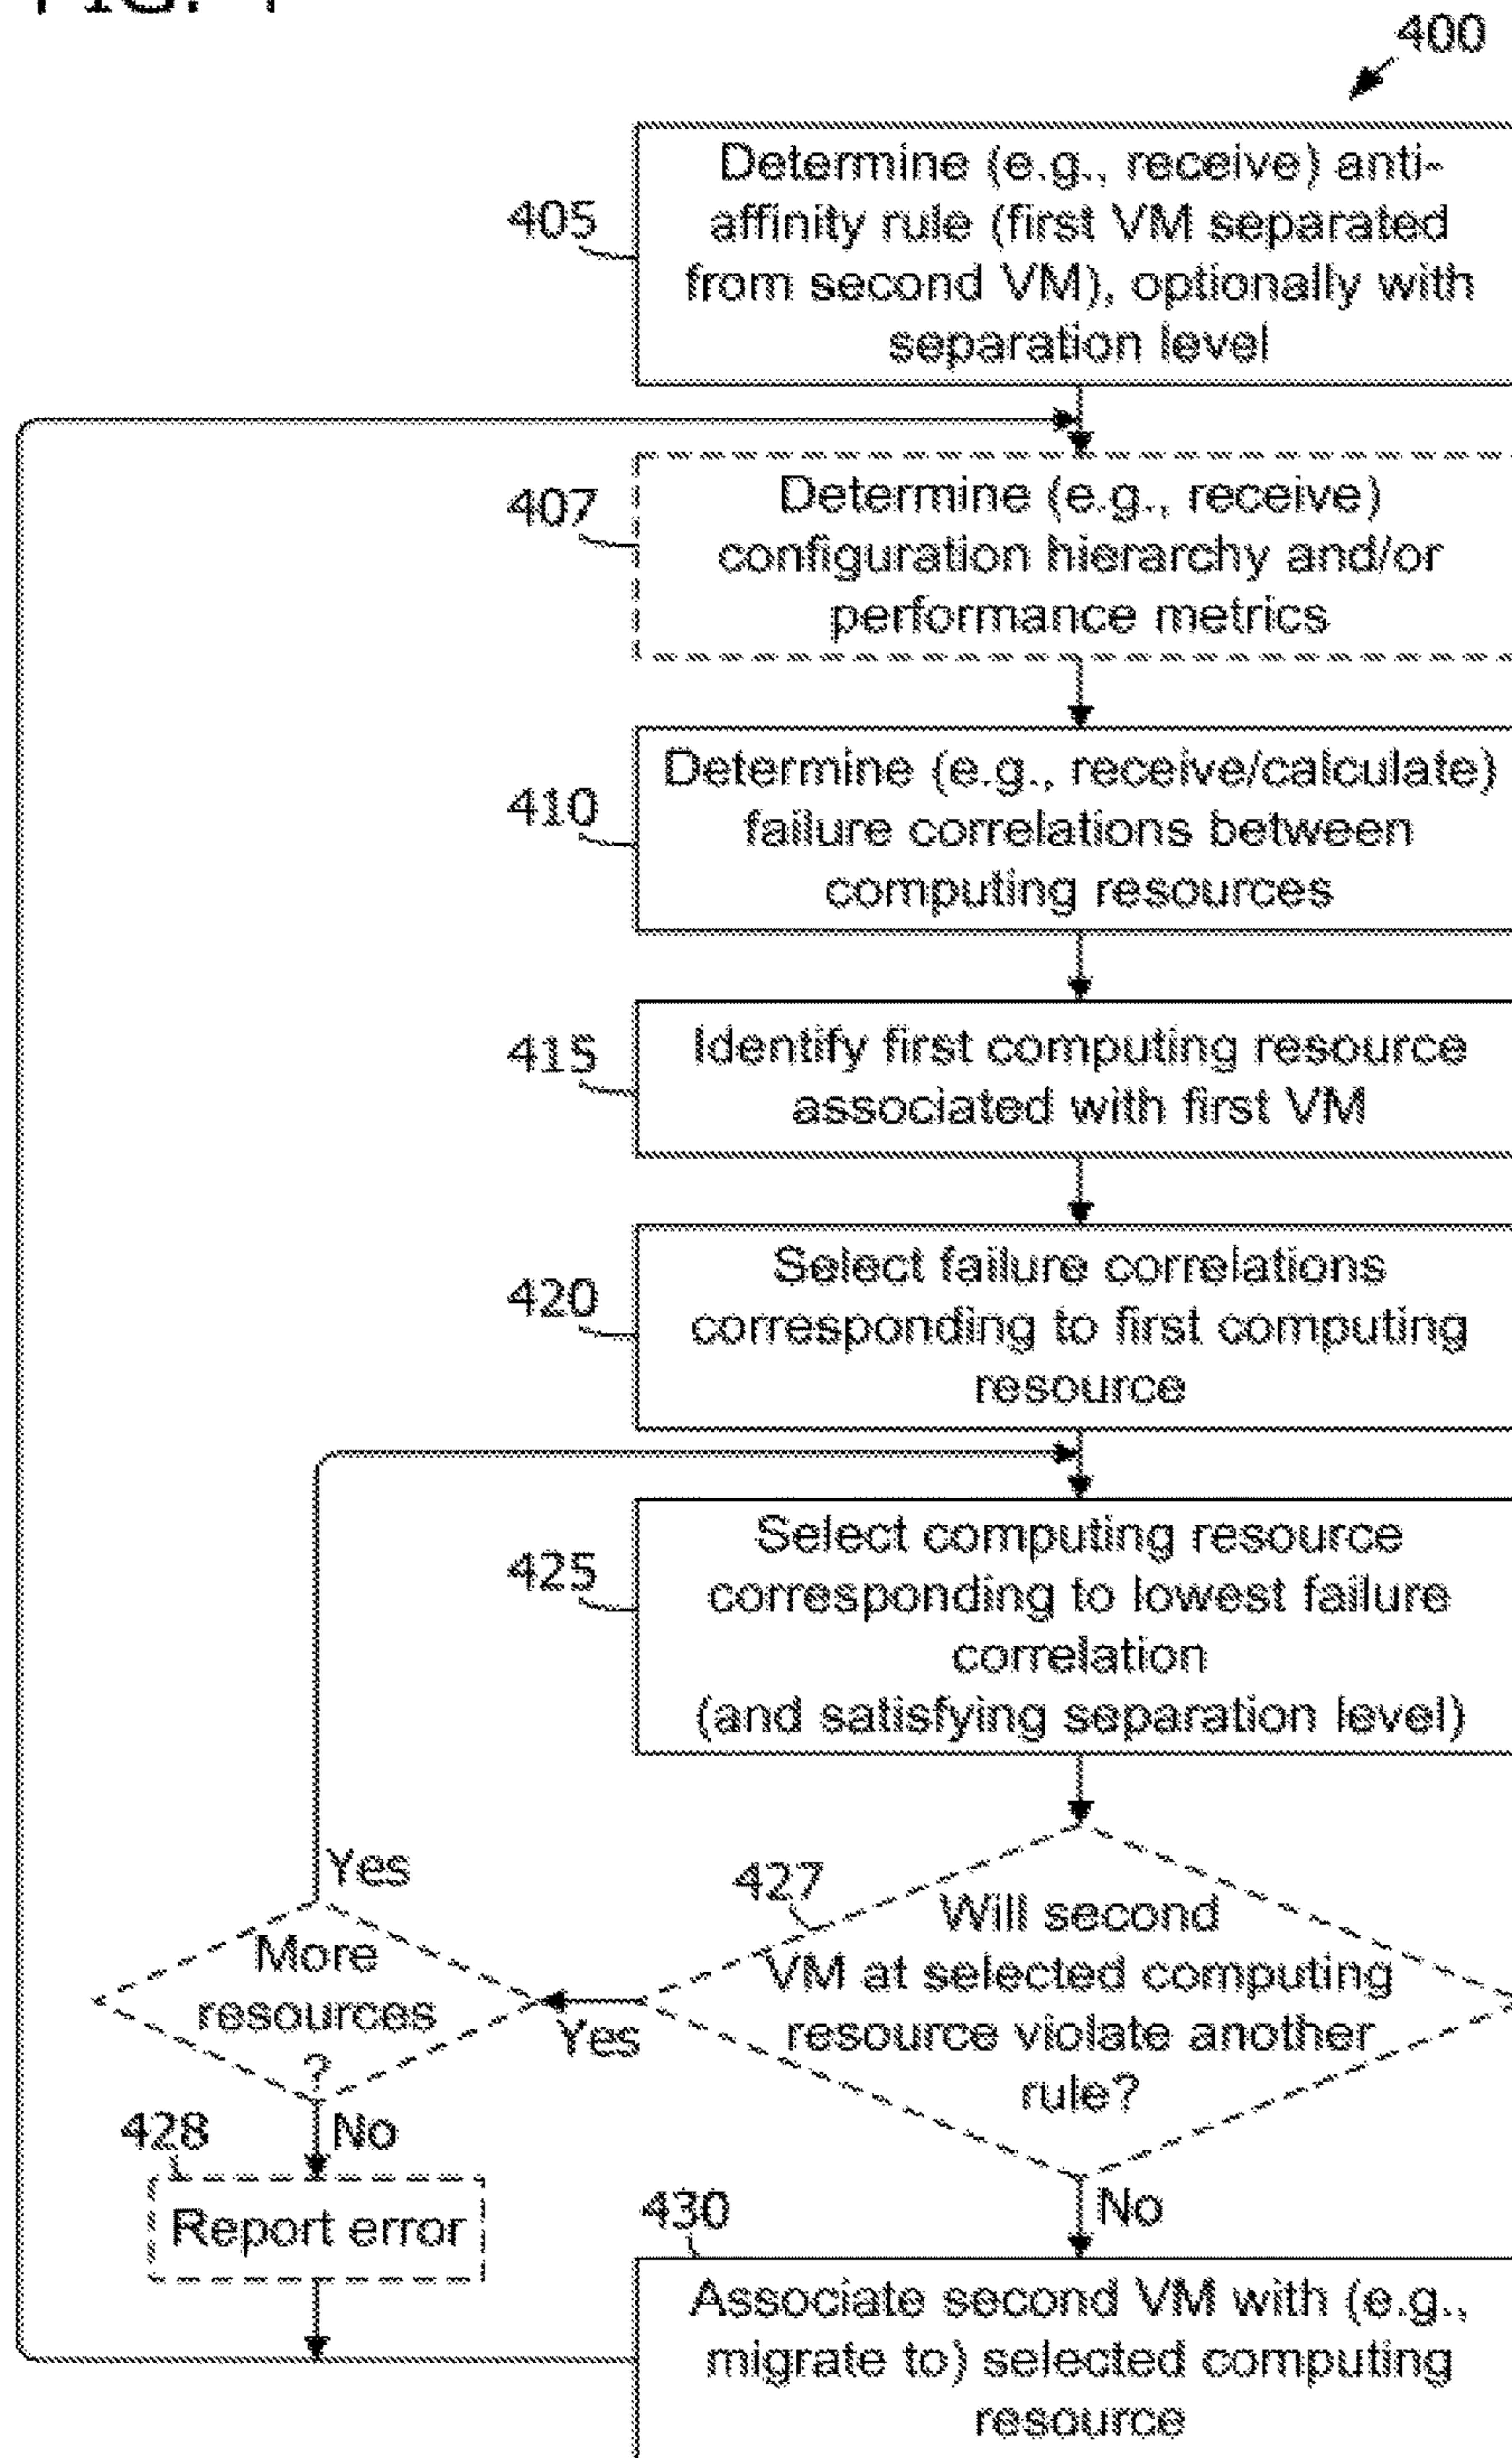 400
405
Determine (e.g., receive) anti-
affinity rule (first VM separated
from second VM), optionally with
separation level
407
Determine (e.g., receive)
configuration hierarchy and/or
performance metrics
410
Determine (e.g., receive/calculate)
failure correlations between
computing resources
415
Identify first computing resource
associated with first VM
420
Select failure correlations
corresponding to first computing
resource
425
Select computing resource
corresponding to lowest failure
correlation
(and satisfying separation level)
427
Will second
VM at selected computing
resource violate another
rule?
Yes
More
resources
?
Yes
No
428
Report error
No
430
Associate second VM with (e.g.,
migrate to) selected computing
resource